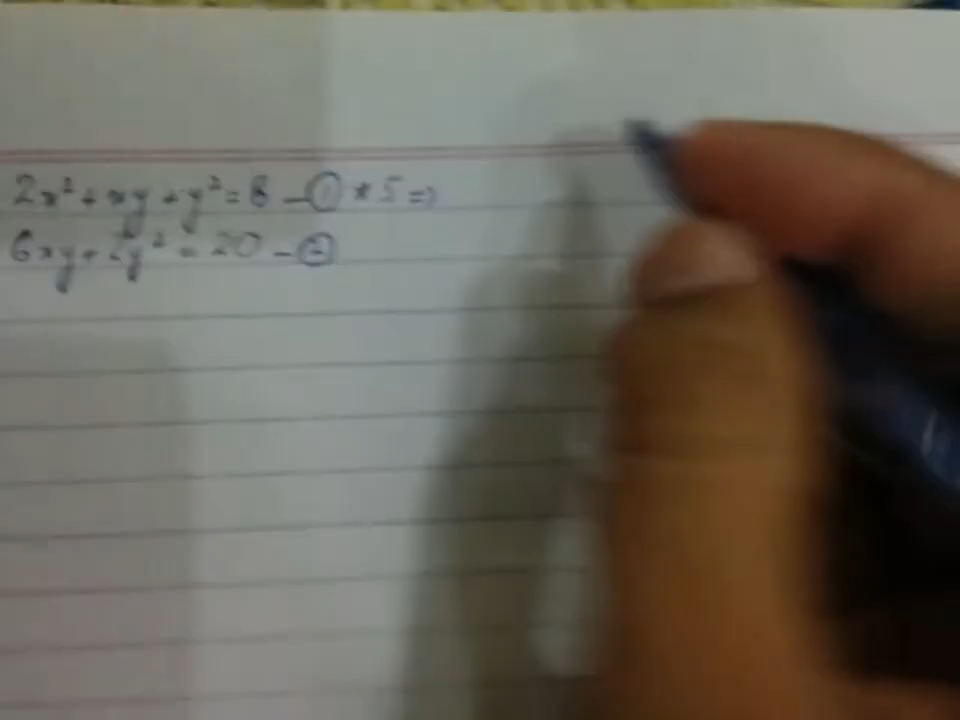 2x² + xy + y² = 8 — ① * 5 ⇒
6xy + 2y² = 20 — ②